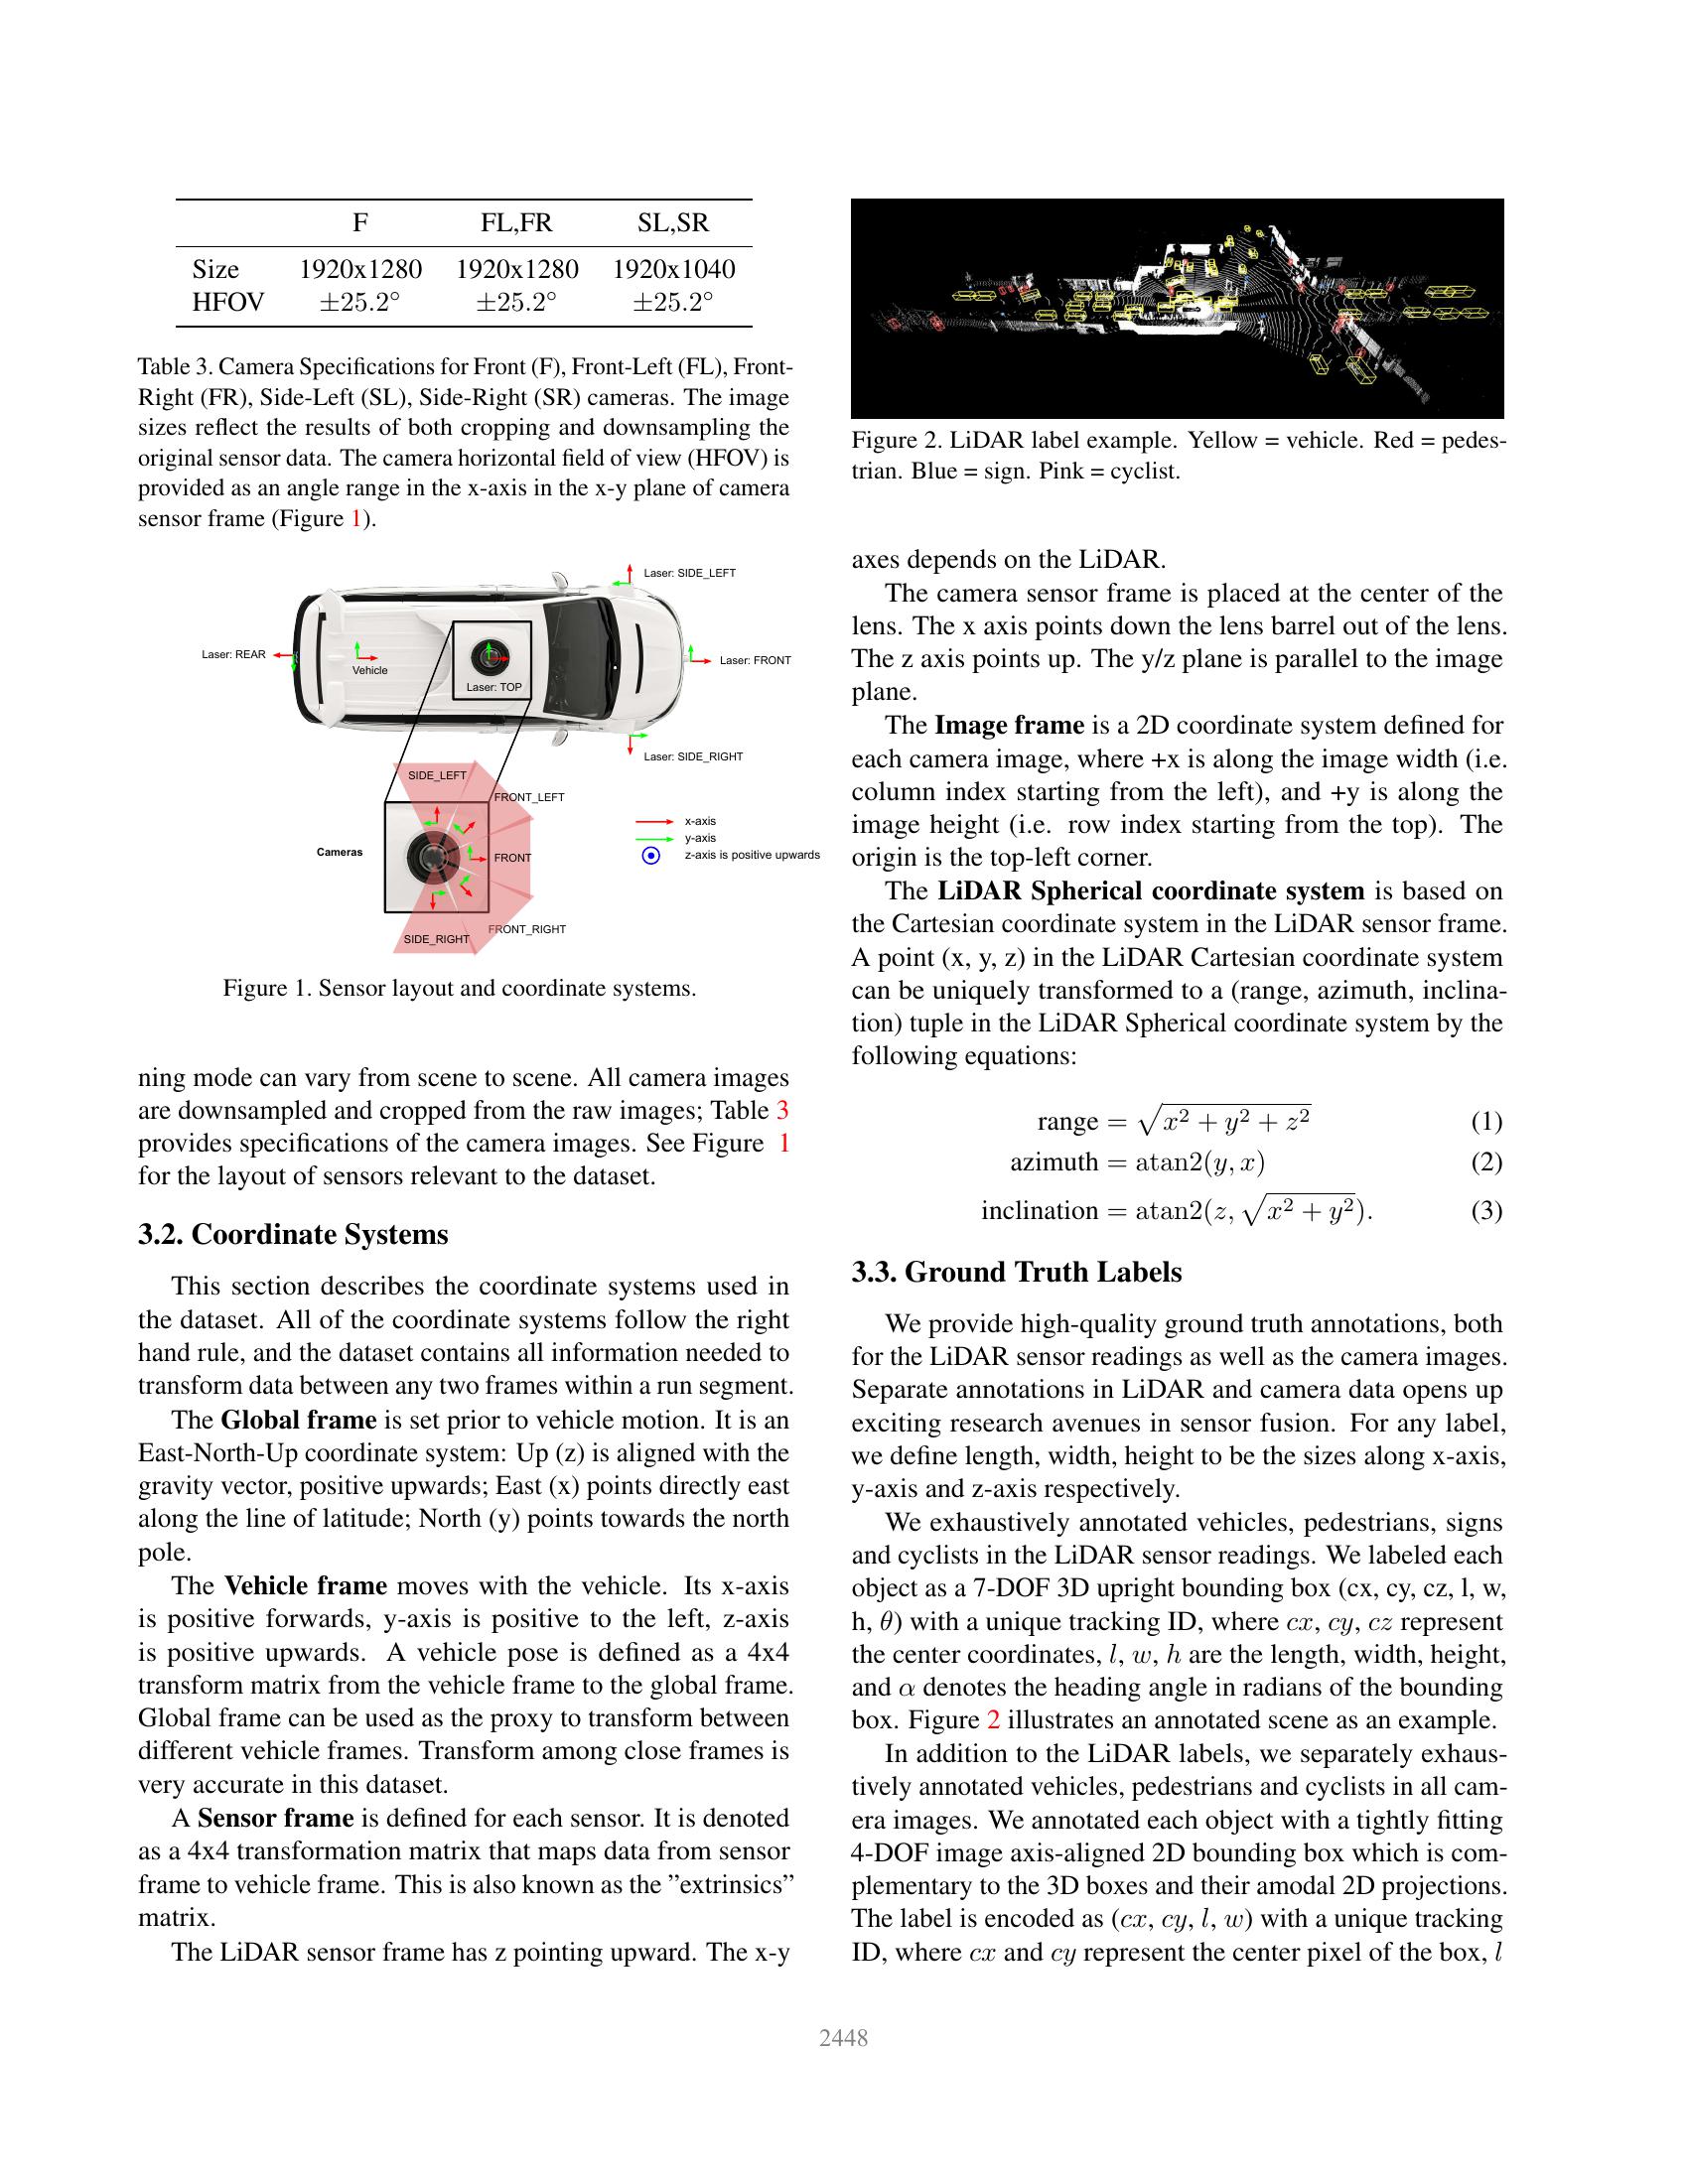 F FL,FR SL,SR
Size 1920x1280 1920x1280 1920x1040
HFOV ±25.2° ±25.2° ±25.2°
Table 3. Camera Specifications for Front (F), Front-Left (FL), Front-
Right (FR), Side-Left (SL), Side-Right (SR) cameras. The image
sizes reflect the results of both cropping and downsampling the
original sensor data. The camera horizontal field of view (HFOV) is
provided as an angle range in the x-axis in the x-y plane of camera
sensor frame (Figure 1).
Laser: SIDE_LEFT
Laser: REAR
Vehicle
Laser: TOP
Laser: FRONT
Laser: SIDE_RIGHT
SIDE_LEFT
FRONT_LEFT
Cameras
FRONT
FRONT_RIGHT
SIDE_RIGHT
x-axis
y-axis
z-axis is positive upwards
Figure 1. Sensor layout and coordinate systems.
ning mode can vary from scene to scene. All camera images
are downsampled and cropped from the raw images; Table 3
provides specifications of the camera images. See Figure 1
for the layout of sensors relevant to the dataset.
3.2. Coordinate Systems
This section describes the coordinate systems used in
the dataset. All of the coordinate systems follow the right
hand rule, and the dataset contains all information needed to
transform data between any two frames within a run segment.
The Global frame is set prior to vehicle motion. It is an
East-North-Up coordinate system: Up (z) is aligned with the
gravity vector, positive upwards; East (x) points directly east
along the line of latitude; North (y) points towards the north
pole.
The Vehicle frame moves with the vehicle. Its x-axis
is positive forwards, y-axis is positive to the left, z-axis
is positive upwards. A vehicle pose is defined as a 4x4
transform matrix from the vehicle frame to the global frame.
Global frame can be used as the proxy to transform between
different vehicle frames. Transform among close frames is
very accurate in this dataset.
A Sensor frame is defined for each sensor. It is denoted
as a 4x4 transformation matrix that maps data from sensor
frame to vehicle frame. This is also known as the ”extrinsics”
matrix.
The LiDAR sensor frame has z pointing upward. The x-y
Figure 2. LiDAR label example. Yellow = vehicle. Red = pedes-
trian. Blue = sign. Pink = cyclist.
axes depends on the LiDAR.
The camera sensor frame is placed at the center of the
lens. The x axis points down the lens barrel out of the lens.
The z axis points up. The y/z plane is parallel to the image
plane.
The Image frame is a 2D coordinate system defined for
each camera image, where +x is along the image width (i.e.
column index starting from the left), and +y is along the
image height (i.e. row index starting from the top). The
origin is the top-left corner.
The LiDAR Spherical coordinate system is based on
the Cartesian coordinate system in the LiDAR sensor frame.
A point (x, y, z) in the LiDAR Cartesian coordinate system
can be uniquely transformed to a (range, azimuth, inclina-
tion) tuple in the LiDAR Spherical coordinate system by the
following equations:
range = √(x² + y² + z²) (1)
azimuth = atan2(y, x) (2)
inclination = atan2(z, √(x² + y²)). (3)
3.3. Ground Truth Labels
We provide high-quality ground truth annotations, both
for the LiDAR sensor readings as well as the camera images.
Separate annotations in LiDAR and camera data opens up
exciting research avenues in sensor fusion. For any label,
we define length, width, height to be the sizes along x-axis,
y-axis and z-axis respectively.
We exhaustively annotated vehicles, pedestrians, signs
and cyclists in the LiDAR sensor readings. We labeled each
object as a 7-DOF 3D upright bounding box (cx, cy, cz, l, w,
h, θ) with a unique tracking ID, where cx, cy, cz represent
the center coordinates, l, w, h are the length, width, height,
and α denotes the heading angle in radians of the bounding
box. Figure 2 illustrates an annotated scene as an example.
In addition to the LiDAR labels, we separately exhaus-
tively annotated vehicles, pedestrians and cyclists in all cam-
era images. We annotated each object with a tightly fitting
4-DOF image axis-aligned 2D bounding box which is com-
plementary to the 3D boxes and their amodal 2D projections.
The label is encoded as (cx, cy, l, w) with a unique tracking
ID, where cx and cy represent the center pixel of the box, l
2448